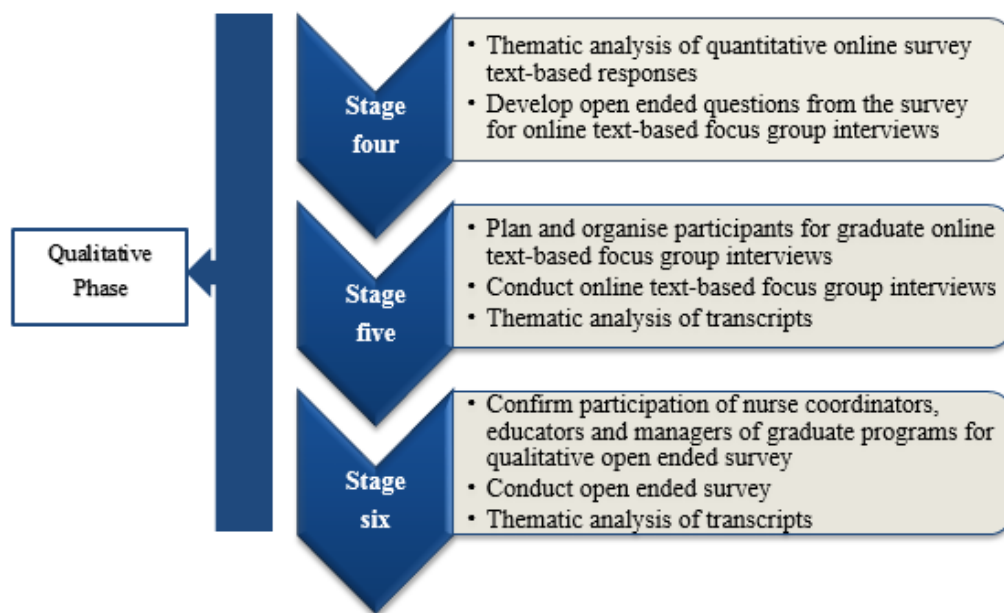 Qualitative
Phase
Stage
four
• Thematic analysis of quantitative online survey
text-based responses
• Develop open ended questions from the survey
for online text-based focus group interviews
Stage
five
• Plan and organise participants for graduate online
text-based focus group interviews
• Conduct online text-based focus group interviews
• Thematic analysis of transcripts
Stage
six
• Confirm participation of nurse coordinators,
educators and managers of graduate programs for
qualitative open ended survey
• Conduct open ended survey
• Thematic analysis of transcripts